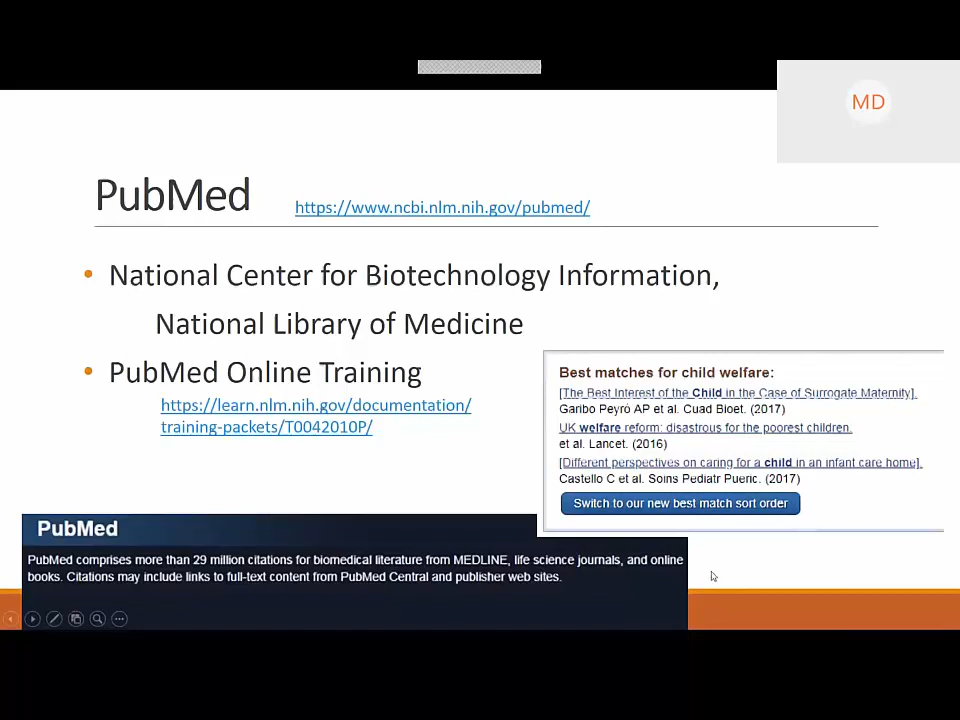 MD
PubMed https://www.ncbi.nlm.nih.gov/pubmed/
• National Center for Biotechnology Information,
National Library of Medicine
• PubMed Online Training
https://learn.nlm.nih.gov/documentation/
training-packets/T0042010P/
Best matches for child welfare:
[The Best Interest of the Child in the Case of Surrogate Maternity].
Garibo Peyró AP et al. Cuad Bioet. (2017)
UK welfare reform: disastrous for the poorest children.
et al. Lancet. (2016)
[Different perspectives on caring for a child in an infant care home].
Castello C et al. Soins Pediatr Pueric. (2017)
Switch to our new best match sort order
PubMed
PubMed comprises more than 29 million citations for biomedical literature from MEDLINE, life science journals, and online
books. Citations may include links to full-text content from PubMed Central and publisher web sites.